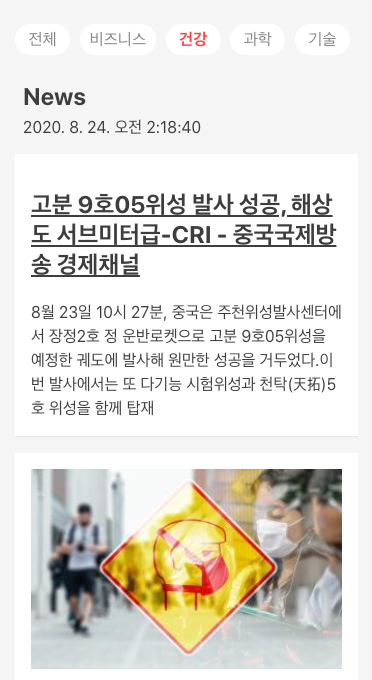 전체 비즈니스 건강 과학 기술
News
2020. 8. 24. 오전 2:18:40
고분 9호05위성 발사 성공, 해상
도 서브미터급-CRI - 중국국제방
송 경제채널
8월 23일 10시 27분, 중국은 주천위성발사센터에
서 장정2호 정 운반로켓으로 고분 9호05위성을
예정한 궤도에 발사해 원만한 성공을 거두었다.이
번 발사에서는 또 다기능 시험위성과 천탁(天拓)5
호 위성을 함께 탑재